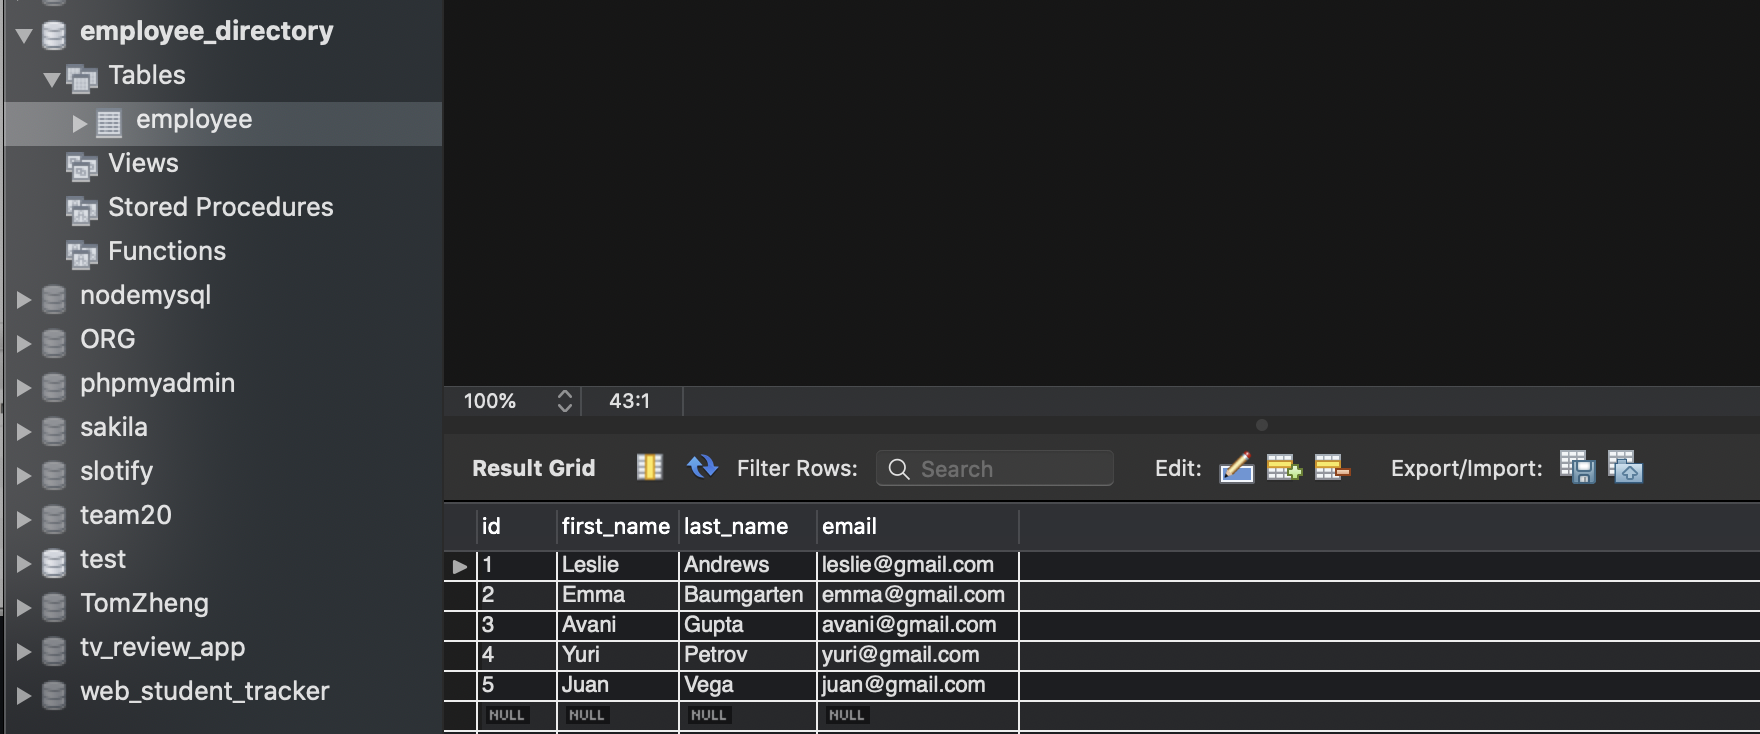 employee_directory
Tables
employee
Views
Stored Procedures
Functions
nodemysql
ORG
phpmyadmin
sakila
slotify
team20
test
TomZheng
tv_review_app
web_student_tracker
100% 43:1
Result Grid Filter Rows: Search Edit: Export/Import:
id first_name last_name email
1 Leslie Andrews leslie@gmail.com
2 Emma Baumgarten emma@gmail.com
3 Avani Gupta avani@gmail.com
4 Yuri Petrov yuri@gmail.com
5 Juan Vega juan@gmail.com
NULL NULL NULL NULL